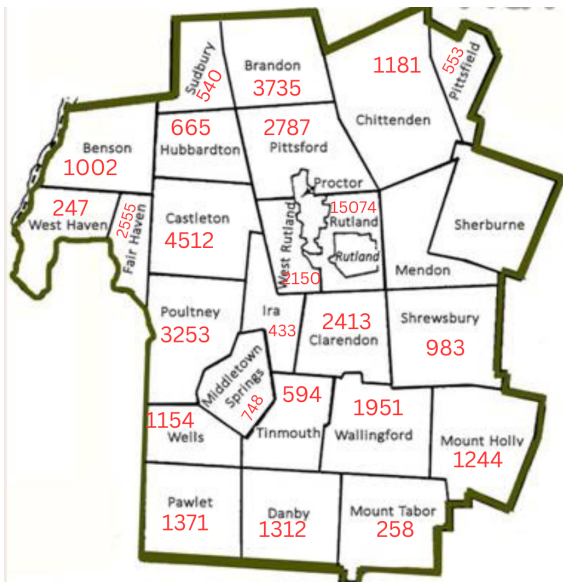 Sudbury
540
Brandon
3735
1181
Chittenden
553
Pittsfield
Benson
1002
665
Hubbardton
2787
Pittsford
Proctor
247
West Haven
2555
Fair Haven
Castleton
4512
West Rutland
2150
15074
Rutland
Rutland
Mendon
Sherburne
Poultney
3253
Ira
433
2413
Clarendon
Shrewsbury
983
Middletown
Springs
748
1154
Wells
594
Tinmouth
1951
Wallingford
Mount Holly
1244
Pawlet
1371
Danby
1312
Mount Tabor
258